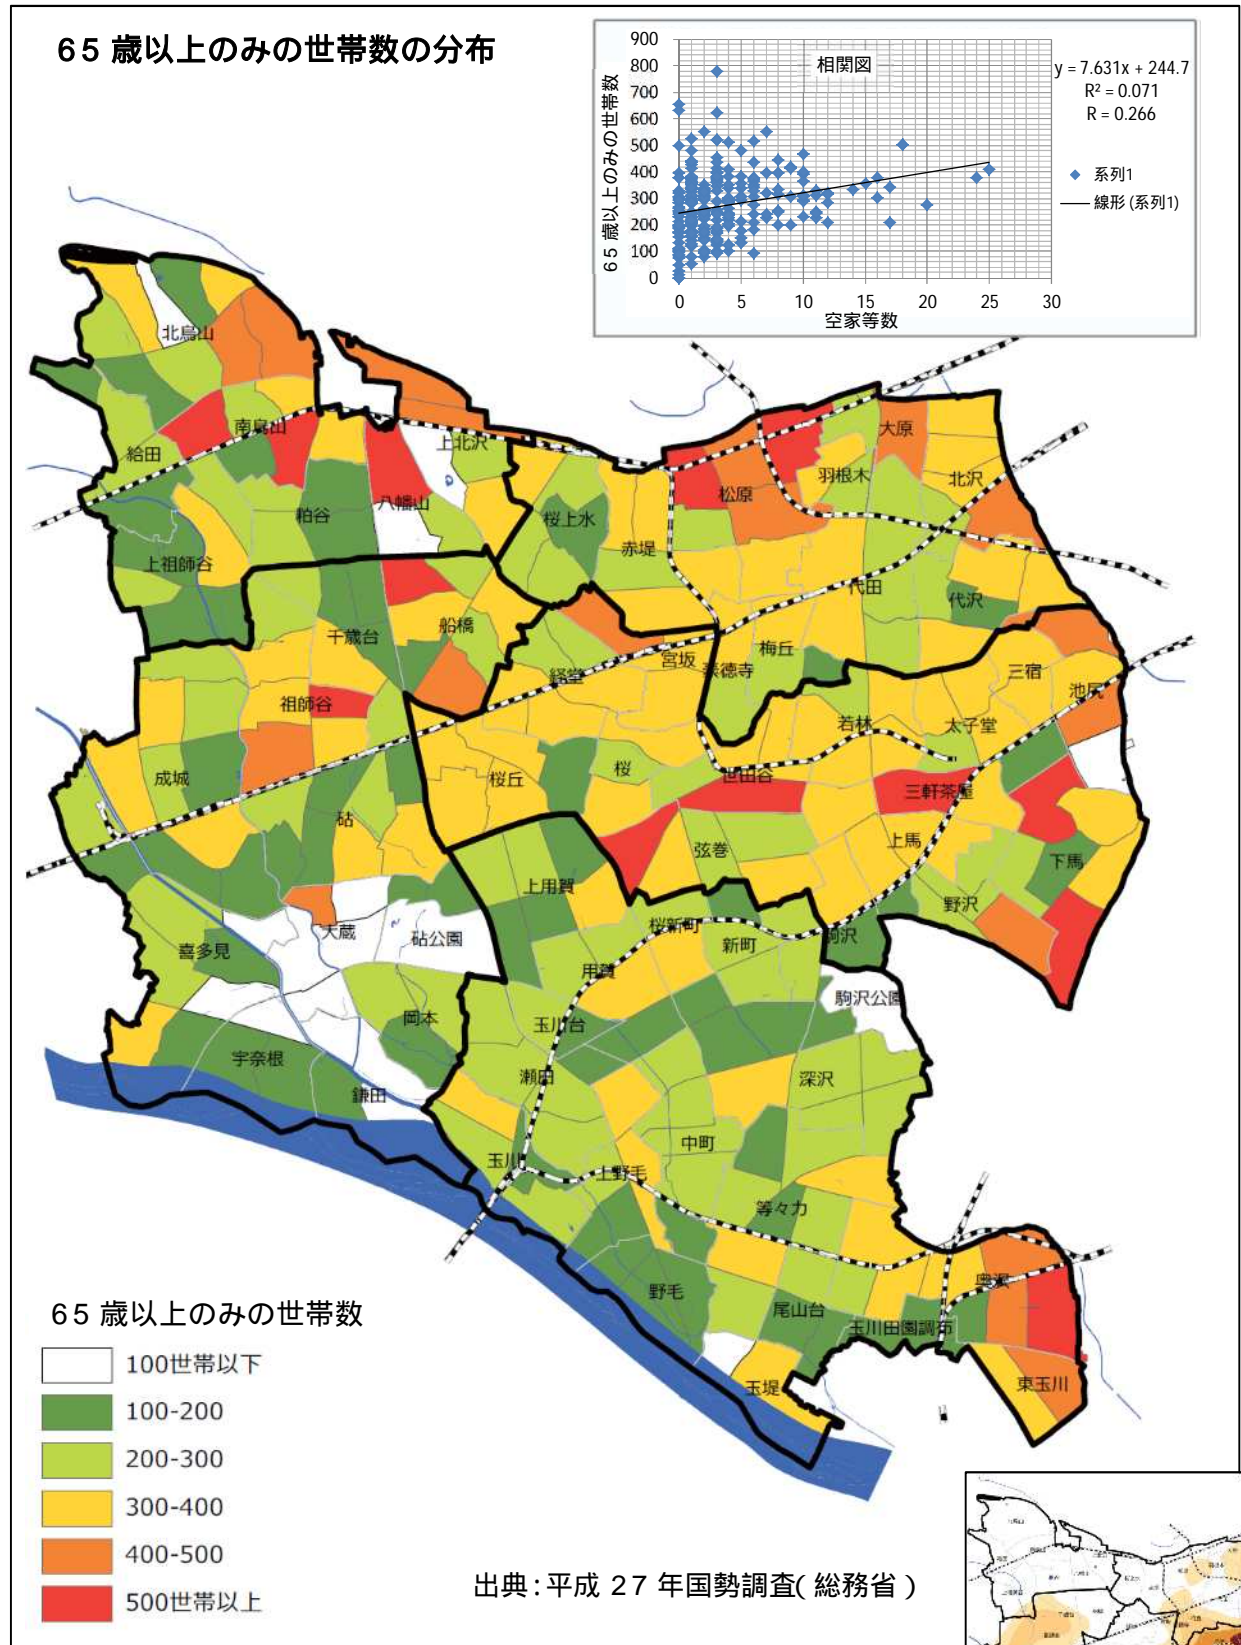 65 歳以上のみの世帯数の分布
900
800
700
600
500
400
300
200
100
0
65 歳以上のみの世帯数
相関図
y = 7.631x + 244.7
R² = 0.071
R = 0.266
系列1
線形 (系列1)
0 5 10 15 20 25 30
空家等数
北烏山
南烏山
給田
上北沢
八幡山
粕谷
上祖師谷
桜上水
赤堤
松原
羽根木
大原
北沢
代田
代沢
千歳台
船橋
経堂
宮坂
豪徳寺
梅丘
祖師谷
成城
砧
桜丘
桜
世田谷
若林
太子堂
三宿
池尻
三軒茶屋
上馬
下馬
野沢
弦巻
上用賀
桜新町
新町
駒沢
駒沢公園
用賀
大蔵
砧公園
喜多見
岡本
宇奈根
鎌田
玉川台
瀬田
玉川
上野毛
中町
深沢
等々力
野毛
尾山台
玉川田園調布
奥沢
東玉川
玉堤
65 歳以上のみの世帯数
100世帯以下
100-200
200-300
300-400
400-500
500世帯以上
出典：平成 27 年国勢調査( 総務省 )